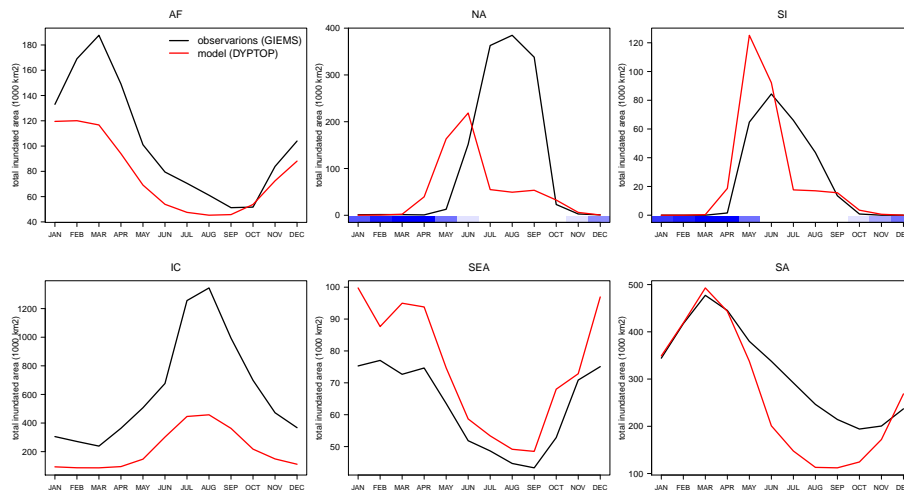 AF
total inundated area (1000 km2)
180
160
140
120
100
80
60
40
observarions (GIEMS)
model (DYPTOP)
JAN FEB MAR APR MAY JUN JUL AUG SEP OCT NOV DEC
NA
total inundated area (1000 km2)
400
300
200
100
0
JAN FEB MAR APR MAY JUN JUL AUG SEP OCT NOV DEC
SI
total inundated area (1000 km2)
120
100
80
60
40
20
0
JAN FEB MAR APR MAY JUN JUL AUG SEP OCT NOV DEC
IC
total inundated area (1000 km2)
1200
1000
800
600
400
200
JAN FEB MAR APR MAY JUN JUL AUG SEP OCT NOV DEC
SEA
total inundated area (1000 km2)
100
90
80
70
60
50
JAN FEB MAR APR MAY JUN JUL AUG SEP OCT NOV DEC
SA
total inundated area (1000 km2)
500
400
300
200
100
JAN FEB MAR APR MAY JUN JUL AUG SEP OCT NOV DEC